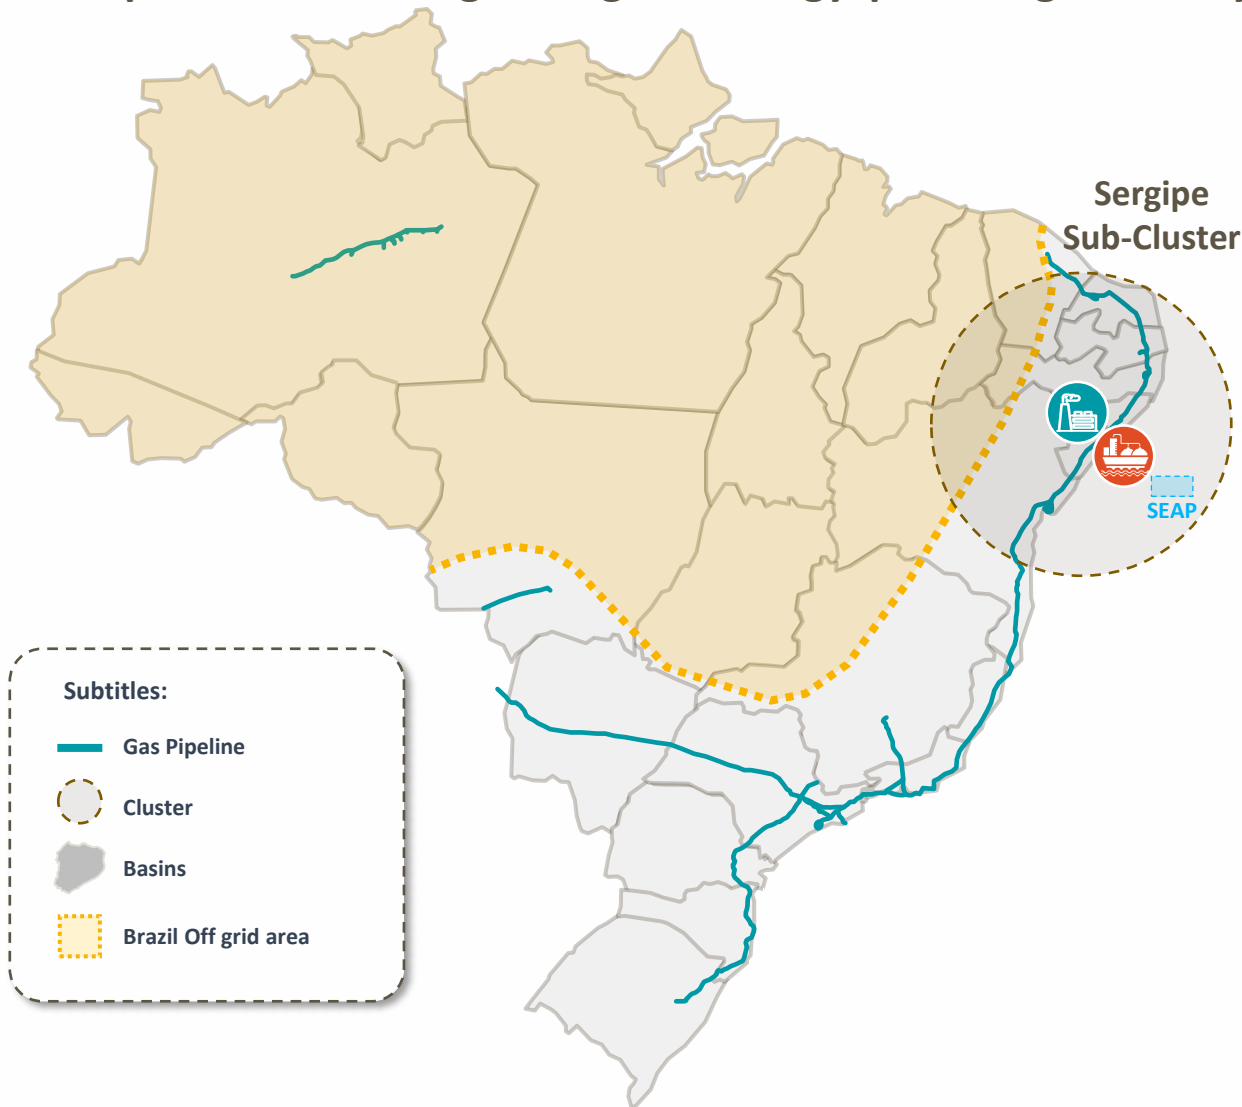 Sergipe
Sub-Cluster
SEAP
Subtitles:
Gas Pipeline
Cluster
Basins
Brazil Off grid area